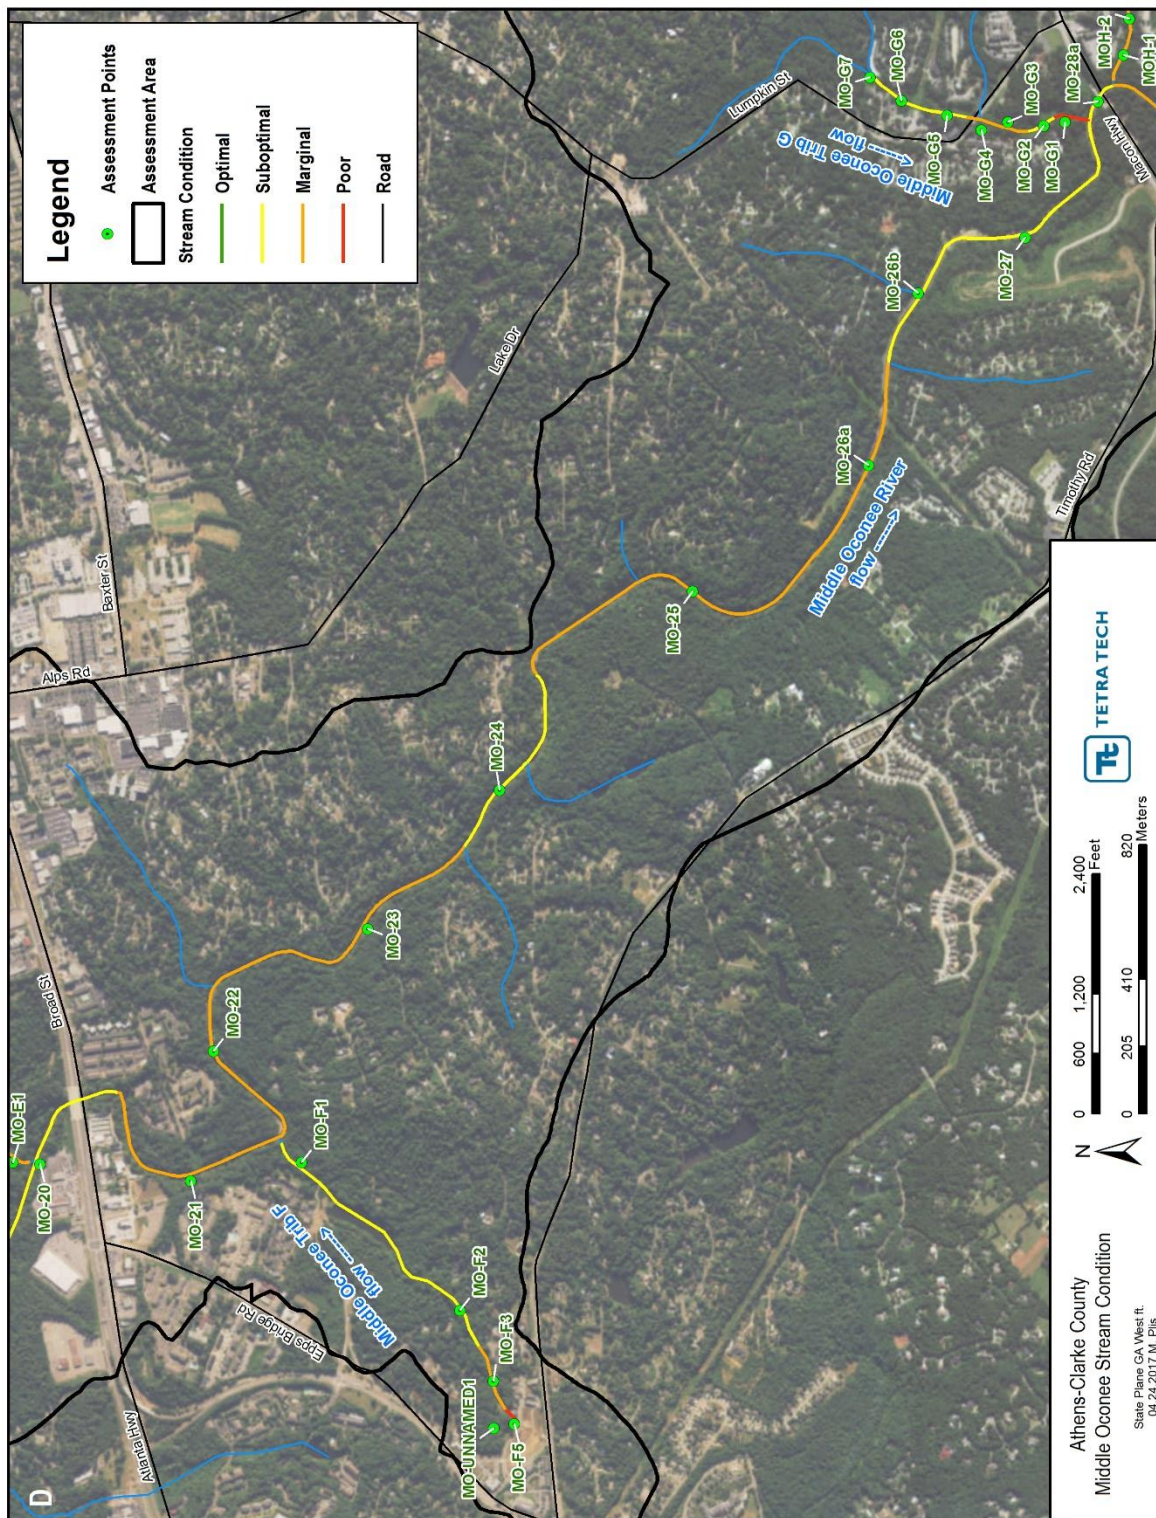 D
Legend
Assessment Points
Assessment Area
Stream Condition
Optimal
Suboptimal
Marginal
Poor
Road
Atlanta Hwy
Epps Bridge Rd
Broad St
Alps Rd
Baxter St
Lake Dr
Lumpkin St
Macon Hwy
Timothy Rd
MO-E1
MO-20
MO-21
MO-22
MO-23
MO-24
MO-25
MO-26a
MO-26b
MO-27
MO-28a
MO-F1
MO-F2
MO-F3
MO-UNNAMED1
MO-F5
MO-G7
MO-G6
MO-G5
MO-G4
MO-G3
MO-G2
MO-G1
MOH-2
MOH-1
Middle Oconee Trib F
flow
Middle Oconee River
flow
Middle Oconee Trib G
flow
Athens-Clarke County
Middle Oconee Stream Condition
State Plane GA West ft.
04.24.2017 M. Plis
N
0 600 1,200 2,400
Feet
0 205 410 820
Meters
Tt TETRA TECH